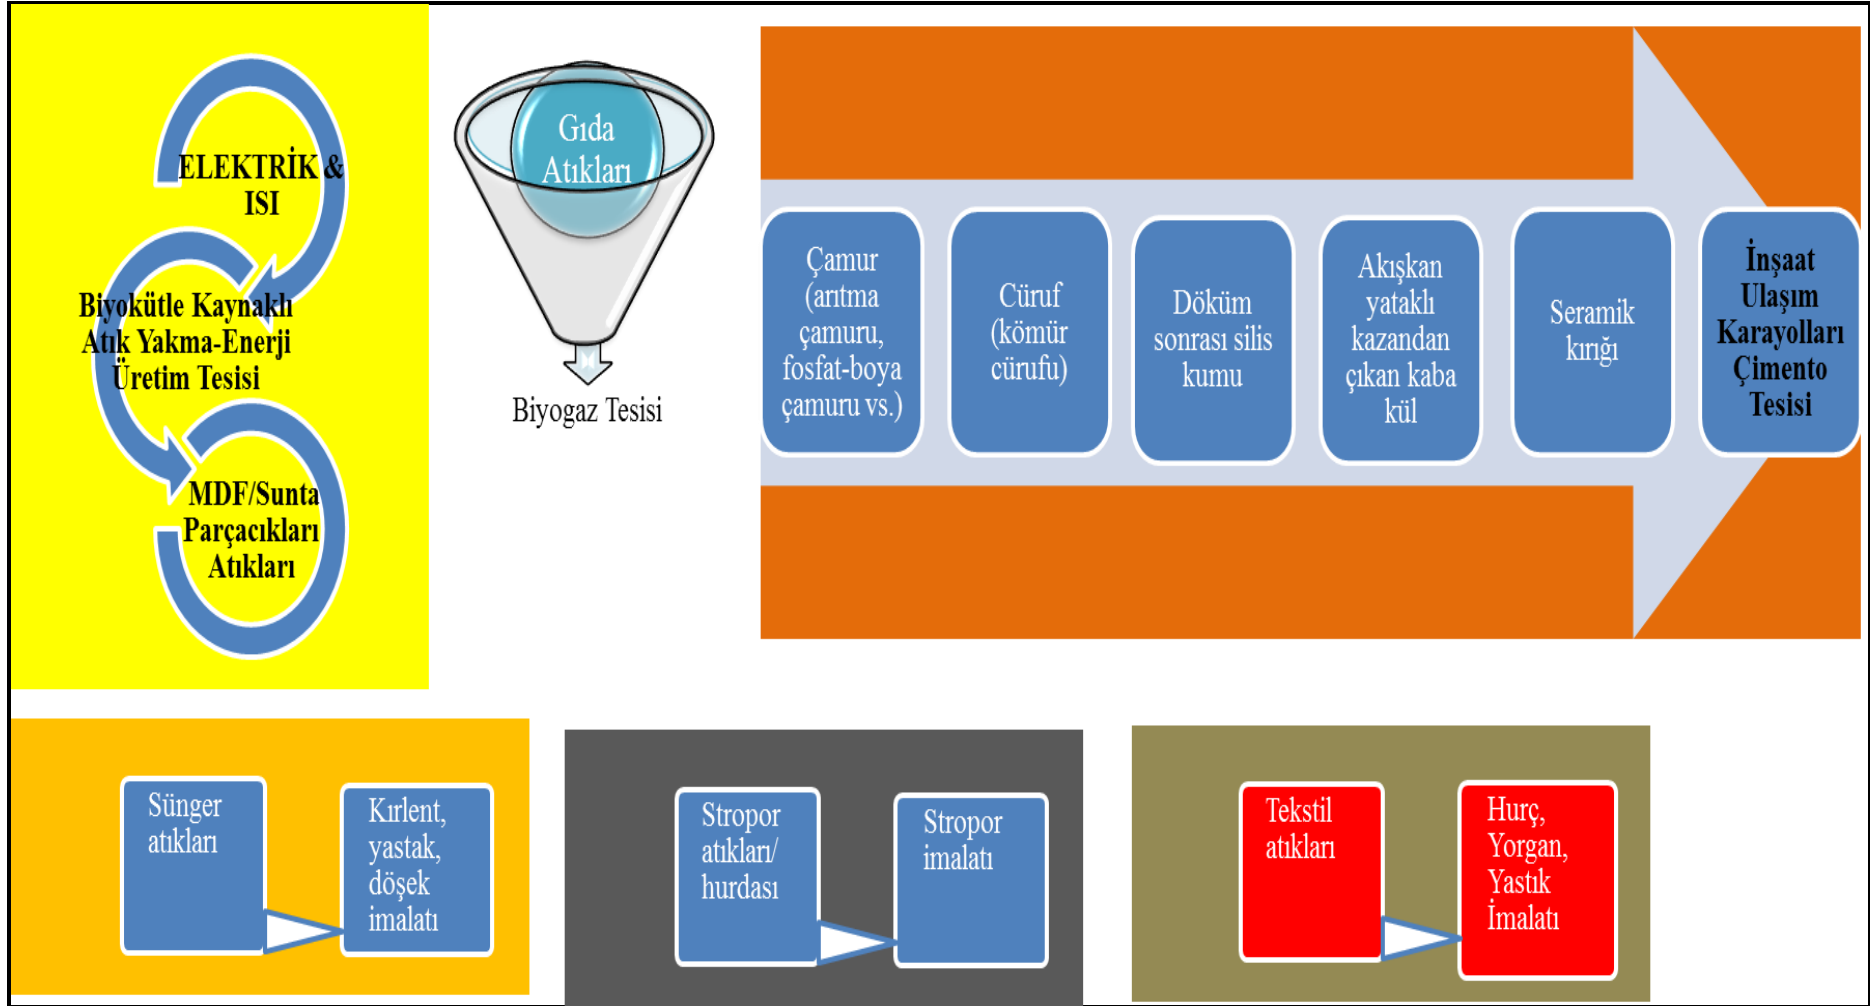 ELEKTRİK &
ISI
Biyokütle Kaynaklı
Atık Yakma-Enerji
Üretim Tesisi
MDF/Sunta
Parçacıkları
Atıkları
Gıda
Atıkları
Biyogaz Tesisi
Çamur
(arıtma
çamuru,
fosfat-boya
çamuru vs.)
Cüruf
(kömür
cürufu)
Döküm
sonrası silis
kumu
Akışkan
yataklı
kazandan
çıkan kaba
kül
Seramik
kırığı
İnşaat
Ulaşım
Karayolları
Çimento
Tesisi
Sünger
atıkları
Kırlent,
yastak,
döşek
imalatı
Stropor
atıkları/
hurdası
Stropor
imalatı
Tekstil
atıkları
Hurç,
Yorgan,
Yastık
İmalatı